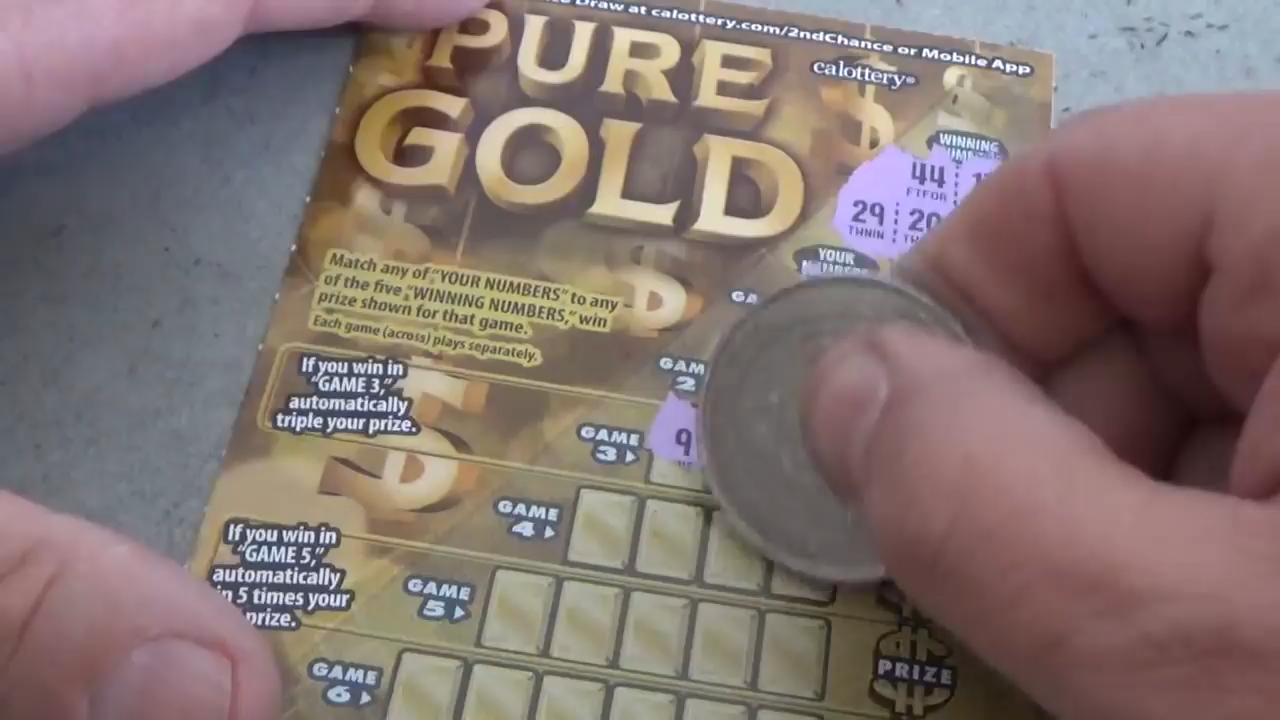 Draw at calottery.com/2ndChance or Mobile App
PURE
GOLD
calottery
WINNING
44
FTFOR
29
TWNIN
20
YOUR
NUMBERS
Match any of "YOUR NUMBERS" to any
of the five "WINNING NUMBERS," win
prize shown for that game.
Each game (across) plays separately.
GAME
2
If you win in
"GAME 3,"
automatically
triple your prize.
GAME
3
9
GAME
4
If you win in
"GAME 5,"
automatically
5 times your
prize.
GAME
5
PRIZE
GAME
6